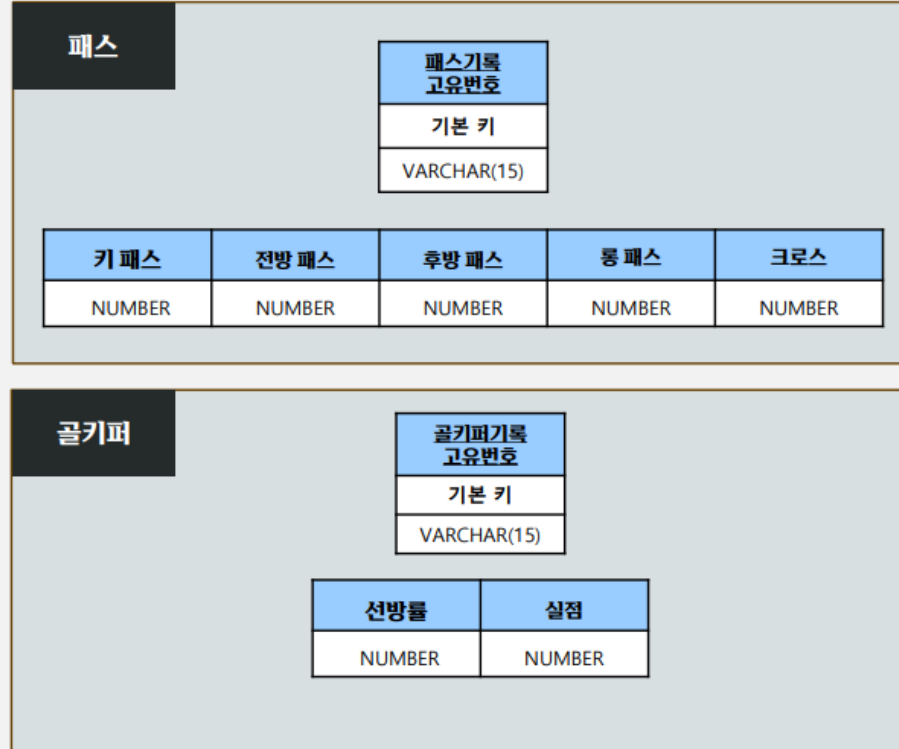 패스
패스기록
고유번호
기본 키
VARCHAR(15)
키 패스 전방 패스 후방 패스 롱 패스 크로스
NUMBER NUMBER NUMBER NUMBER NUMBER
골키퍼
골키퍼기록
고유번호
기본 키
VARCHAR(15)
선방률 실점
NUMBER NUMBER